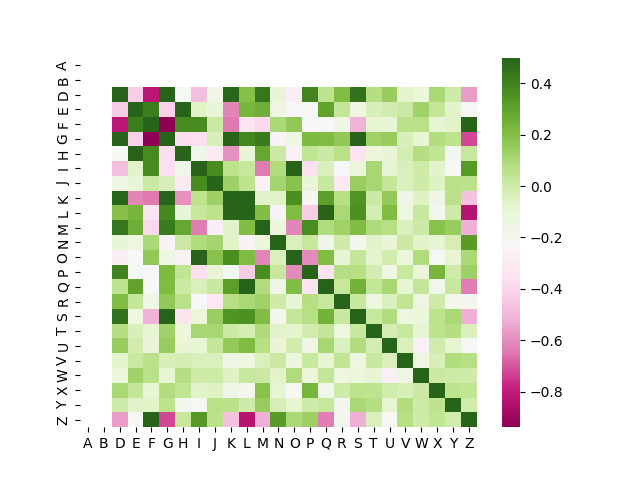 A
B
D
E
F
G
H
I
J
K
L
M
N
O
P
Q
R
S
T
U
V
W
X
Y
Z
A B D E F G H I J K L M N O P Q R S T U V W X Y Z
0.4
0.2
0.0
−0.2
−0.4
−0.6
−0.8